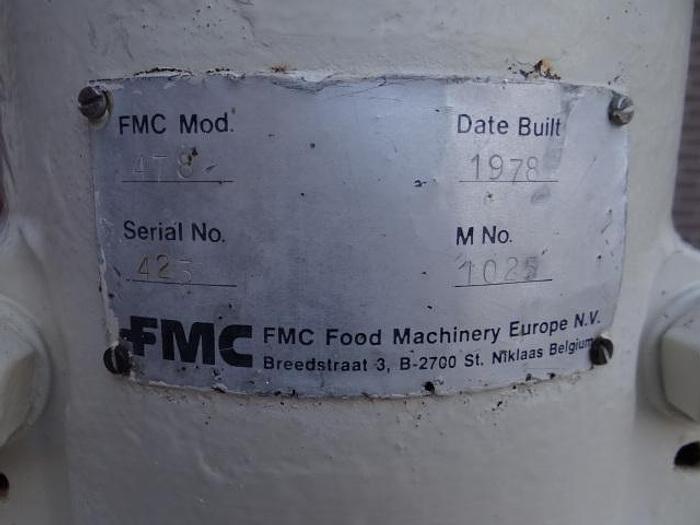 FMC Mod. Date Built
478 1978
Serial No. M No.
425 1025
FMC FMC Food Machinery Europe N.V.
Breedstraat 3, B-2700 St. Niklaas Belgium